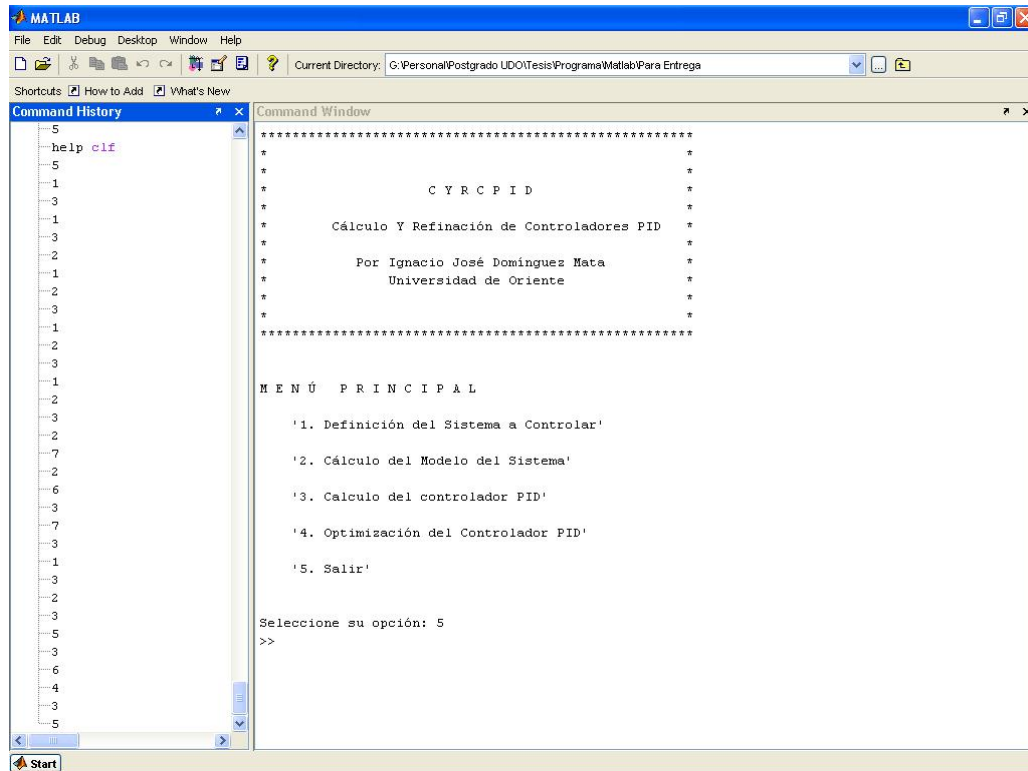 MATLAB
File Edit Debug Desktop Window Help
Current Directory: G:\Personal\Postgrado UDO\Tesis\Programa\Matlab\Para Entrega
Shortcuts How to Add What's New
Command History
5
help clf
5
1
3
1
3
2
1
2
3
1
2
3
1
2
3
2
7
2
6
3
7
3
1
3
2
3
5
3
6
4
3
5
Command Window
******************************************************
* *
* *
* C Y R C P I D *
* *
* Cálculo Y Refinación de Controladores PID *
* *
* Por Ignacio José Domínguez Mata *
* Universidad de Oriente *
* *
* *
******************************************************
M E N Ú P R I N C I P A L
'1. Definición del Sistema a Controlar'
'2. Cálculo del Modelo del Sistema'
'3. Calculo del controlador PID'
'4. Optimización del Controlador PID'
'5. Salir'
Seleccione su opción: 5
>>
Start